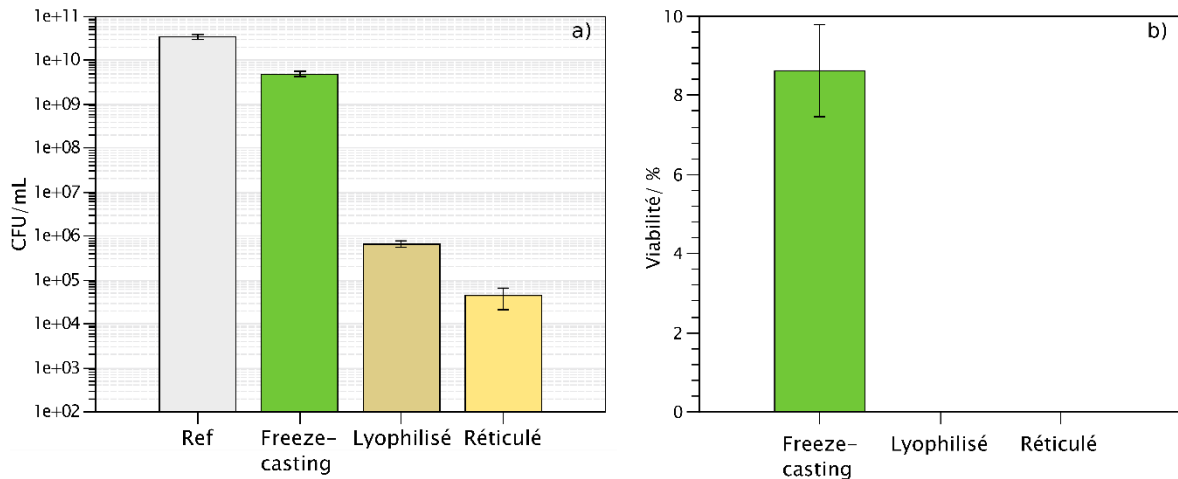 a)
CFU/mL
1e+11
1e+10
1e+09
1e+08
1e+07
1e+06
1e+05
1e+04
1e+03
1e+02
Ref
Freeze-
casting
Lyophilisé
Réticulé
b)
Viabilité/ %
10
8
6
4
2
0
Freeze-
casting
Lyophilisé
Réticulé